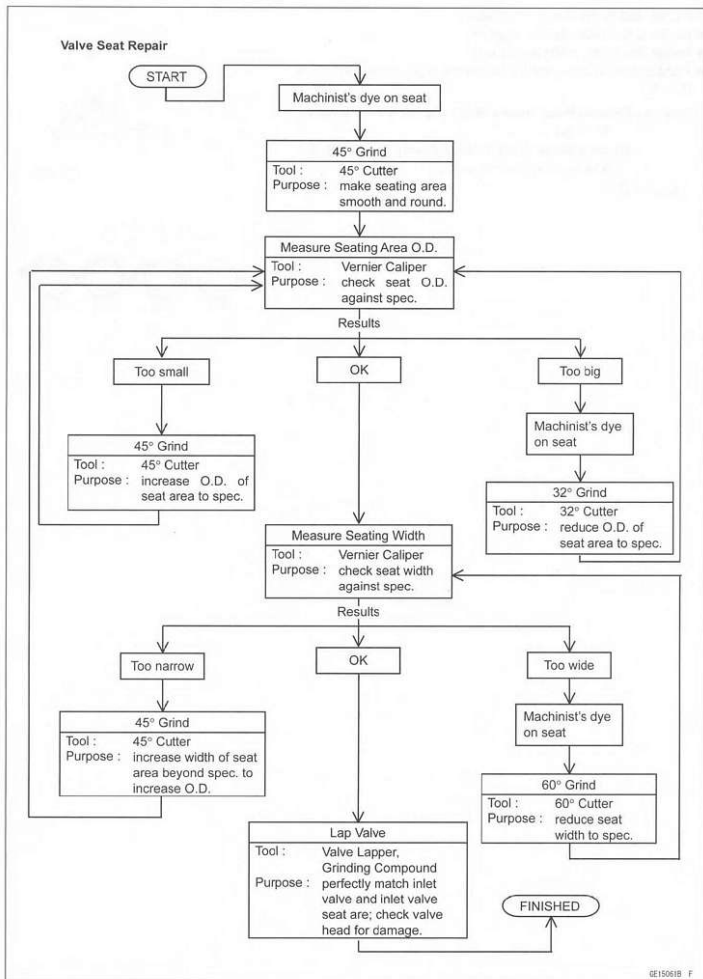 Valve Seat Repair
START
Machinist's dye on seat
45° Grind
Tool : 45° Cutter
Purpose : make seating area
smooth and round.
Measure Seating Area O.D.
Tool : Vernier Caliper
Purpose : check seat O.D.
against spec.
Results
Too small
OK
Too big
Machinist's dye
on seat
45° Grind
Tool : 45° Cutter
Purpose : increase O.D. of
seat area to spec.
32° Grind
Tool : 32° Cutter
Purpose : reduce O.D. of
seat area to spec.
Measure Seating Width
Tool : Vernier Caliper
Purpose : check seat width
against spec.
Results
Too narrow
OK
Too wide
Machinist's dye
on seat
45° Grind
Tool : 45° Cutter
Purpose : increase width of seat
area beyond spec. to
increase O.D.
60° Grind
Tool : 60° Cutter
Purpose : reduce seat
width to spec.
Lap Valve
Tool : Valve Lapper,
Grinding Compound
Purpose : perfectly match inlet
valve and inlet valve
seat are; check valve
head for damage.
FINISHED
GE15061B F